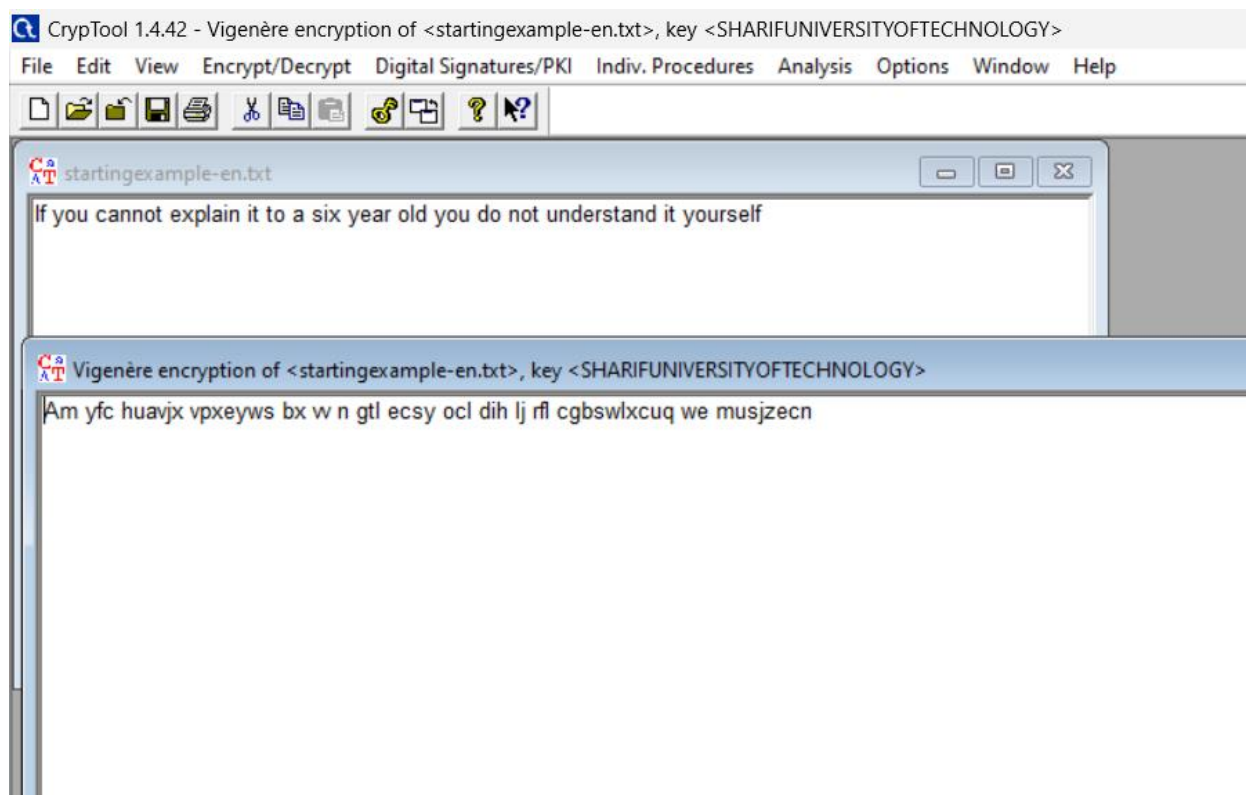 CrypTool 1.4.42 - Vigenère encryption of <startingexample-en.txt>, key <SHARIFUNIVERSITYOFTECHNOLOGY>
File Edit View Encrypt/Decrypt Digital Signatures/PKI Indiv. Procedures Analysis Options Window Help
startingexample-en.txt
If you cannot explain it to a six year old you do not understand it yourself
Vigenère encryption of <startingexample-en.txt>, key <SHARIFUNIVERSITYOFTECHNOLOGY>
Am yfc huavjx vpxeyws bx vv n gtl ecsy ocl dih lj rfl cgbswlxcuq we musjzecn